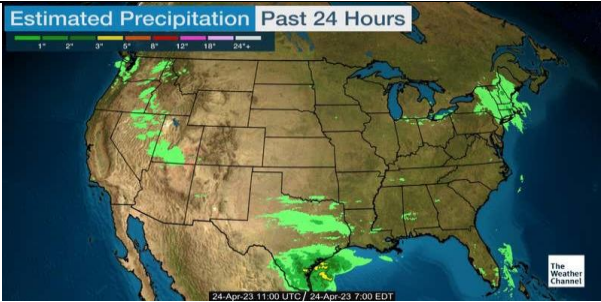 Estimated Precipitation Past 24 Hours
1" 2" 3" 5" 8" 12" 18" 24"+
The
Weather
Channel
24-Apr-23 11:00 UTC / 24-Apr-23 7:00 EDT